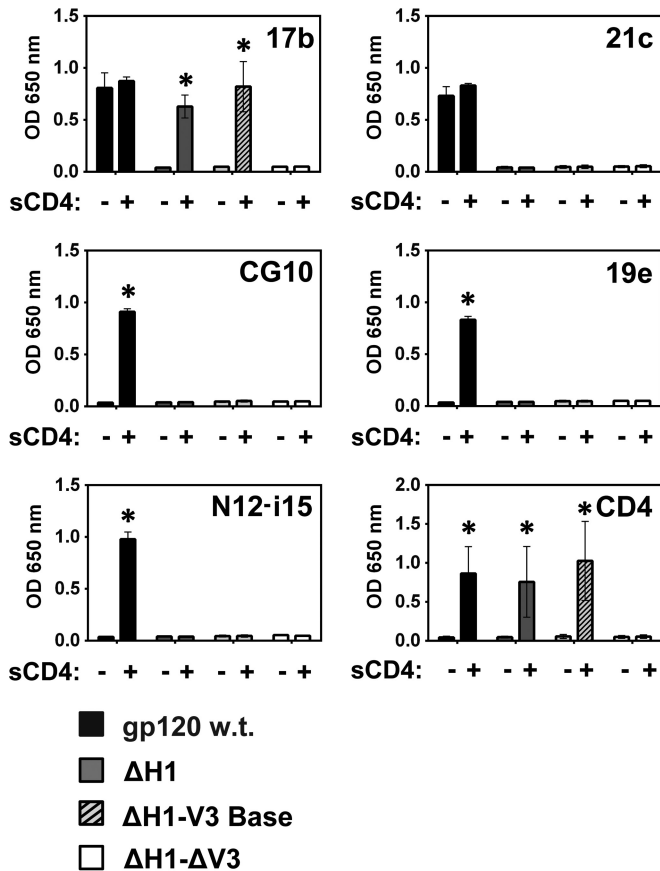 17b 21c
OD 650 nm 1.5 1.0 0.5 0.0 * * OD 650 nm 1.5 1.0 0.5 0.0
sCD4: - + - + - + - + sCD4: - + - + - + - +
CG10 19e
OD 650 nm 1.5 1.0 0.5 0.0 * OD 650 nm 1.5 1.0 0.5 0.0 *
sCD4: - + - + - + - + sCD4: - + - + - + - +
N12-i15 CD4
OD 650 nm 1.5 1.0 0.5 0.0 * OD 650 nm 2.0 1.5 1.0 0.5 0.0 * * *
sCD4: - + - + - + - + sCD4: - + - + - + - +
gp120 w.t.
ΔH1
ΔH1-V3 Base
ΔH1-ΔV3